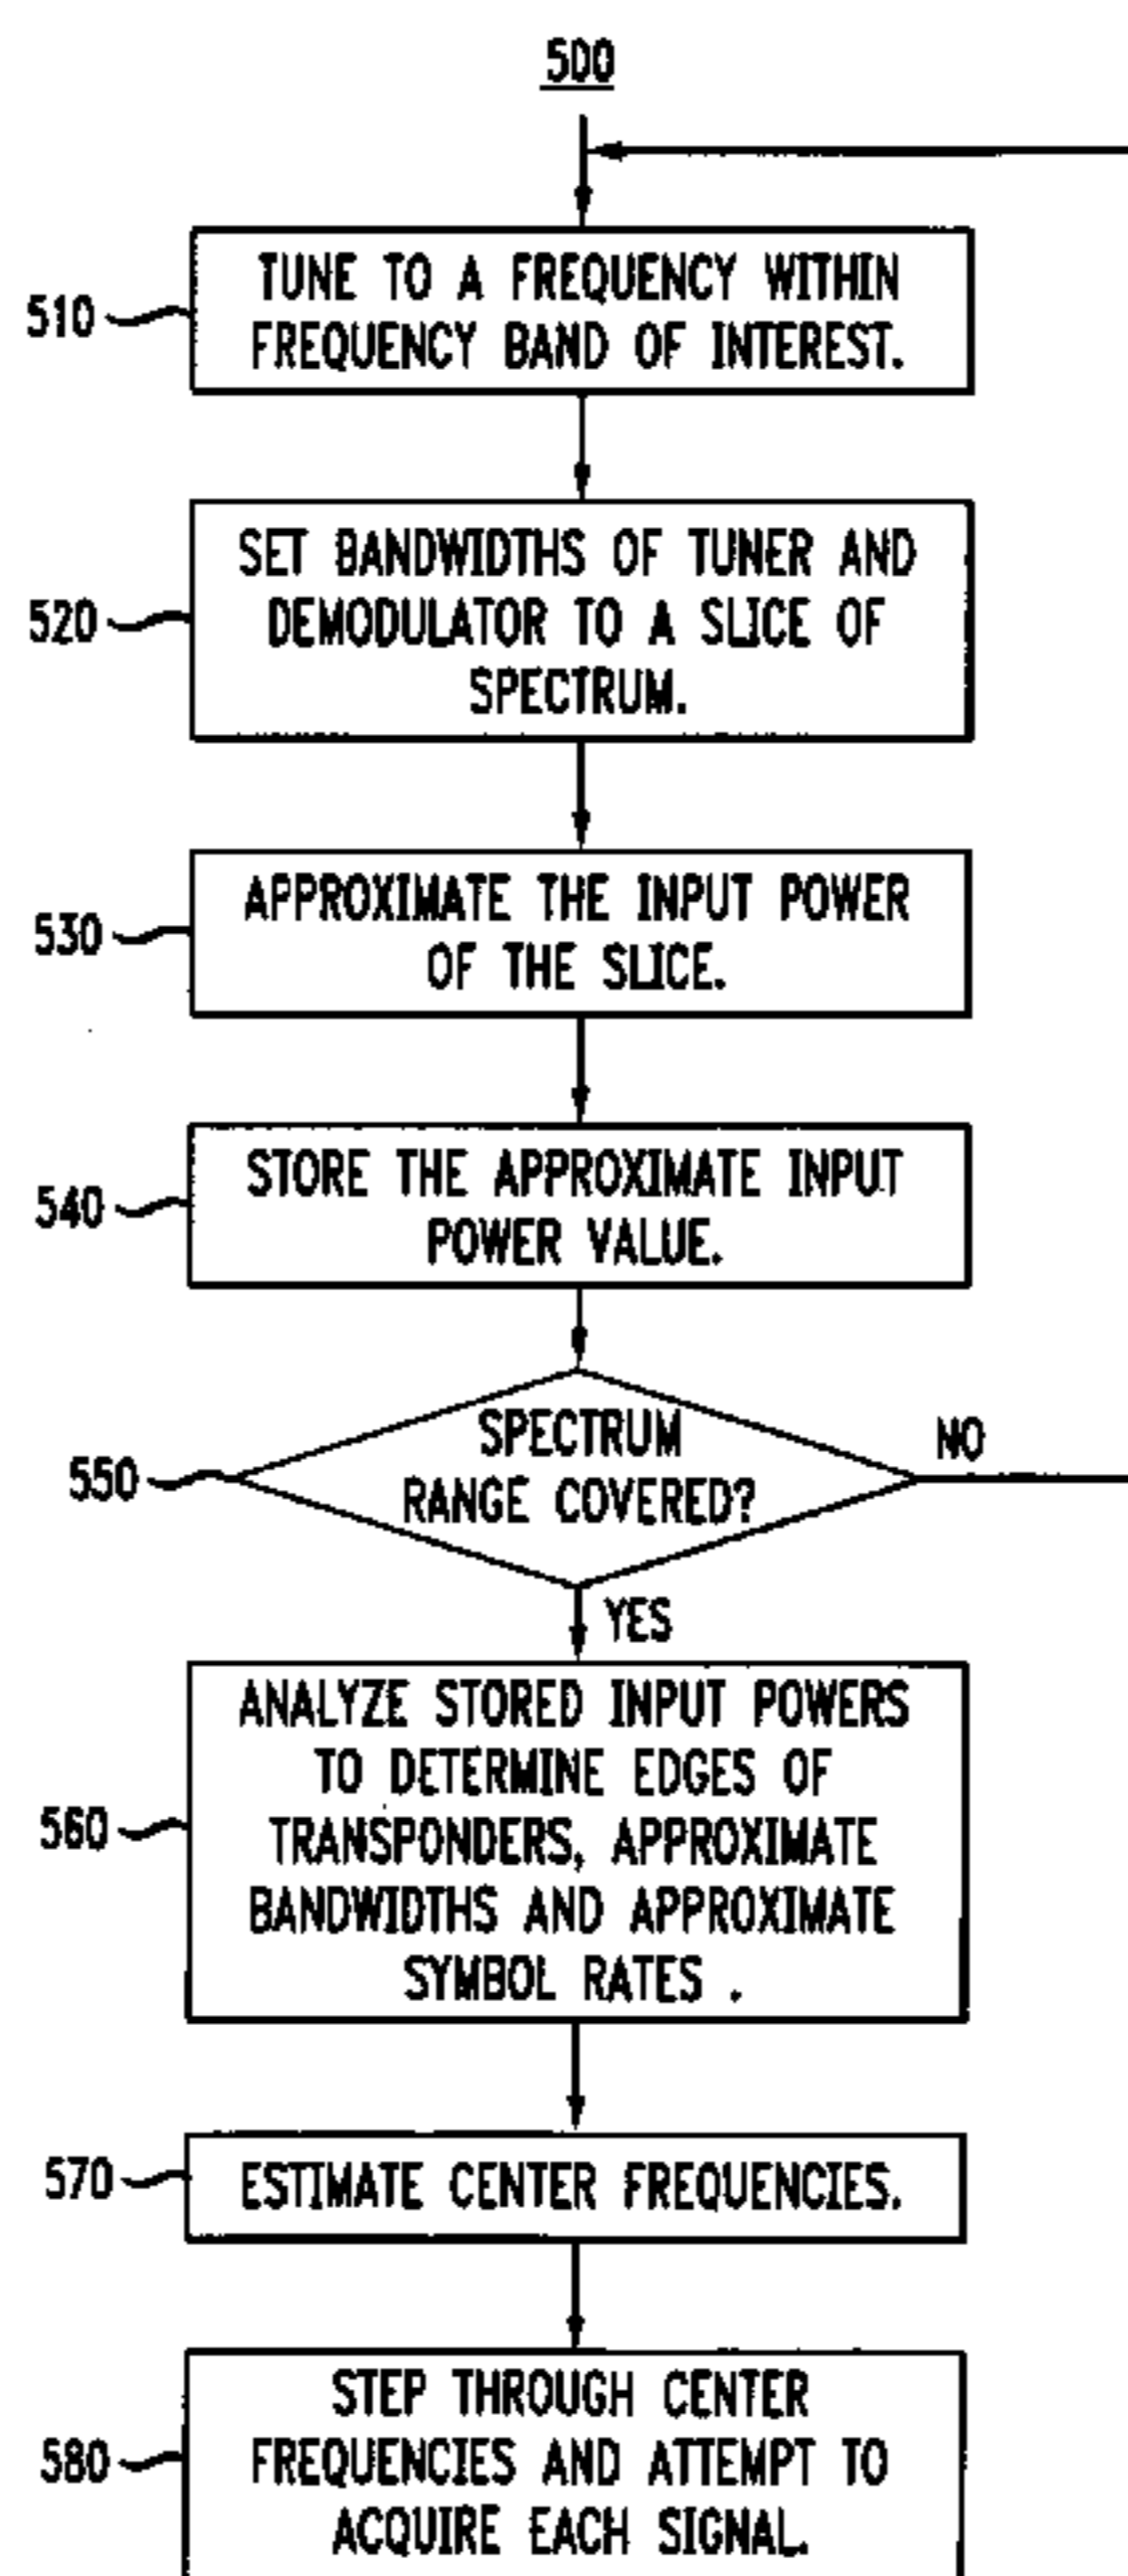 500
510
TUNE TO A FREQUENCY WITHIN
FREQUENCY BAND OF INTEREST.
520
SET BANDWIDTHS OF TUNER AND
DEMODULATOR TO A SLICE OF
SPECTRUM.
530
APPROXIMATE THE INPUT POWER
OF THE SLICE.
540
STORE THE APPROXIMATE INPUT
POWER VALUE.
550
SPECTRUM
RANGE COVERED?
NO
YES
560
ANALYZE STORED INPUT POWERS
TO DETERMINE EDGES OF
TRANSPONDERS, APPROXIMATE
BANDWIDTHS AND APPROXIMATE
SYMBOL RATES .
570
ESTIMATE CENTER FREQUENCIES.
580
STEP THROUGH CENTER
FREQUENCIES AND ATTEMPT TO
ACQUIRE EACH SIGNAL.